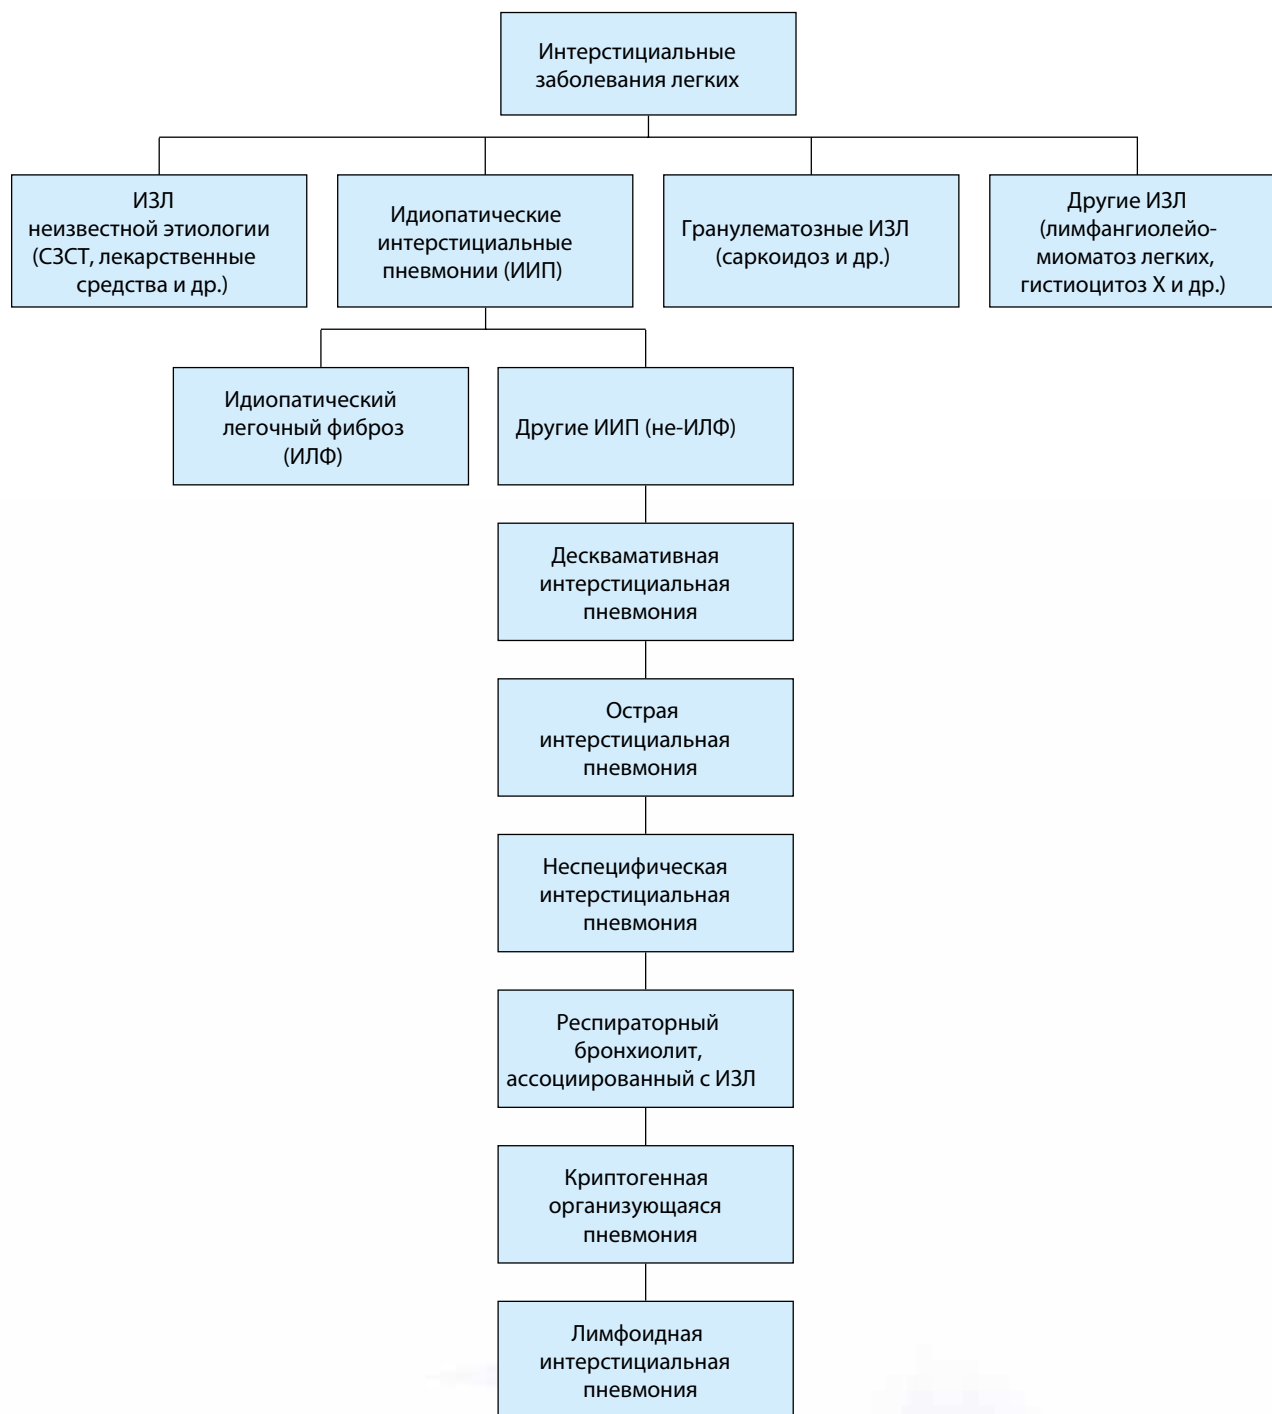 Интерстициальные
заболевания легких
ИЗЛ
неизвестной этиологии
(СЗСТ, лекарственные
средства и др.)
Идиопатические
интерстициальные
пневмонии (ИИП)
Гранулематозные ИЗЛ
(саркоидоз и др.)
Другие ИЗЛ
(лимфангиолейо-
миоматоз легких,
гистиоцитоз X и др.)
Идиопатический
легочный фиброз
(ИЛФ)
Другие ИИП (не-ИЛФ)
Десквамативная
интерстициальная
пневмония
Острая
интерстициальная
пневмония
Неспецифическая
интерстициальная
пневмония
Респираторный
бронхиолит,
ассоциированный с ИЗЛ
Криптогенная
организующаяся
пневмония
Лимфоидная
интерстициальная
пневмония